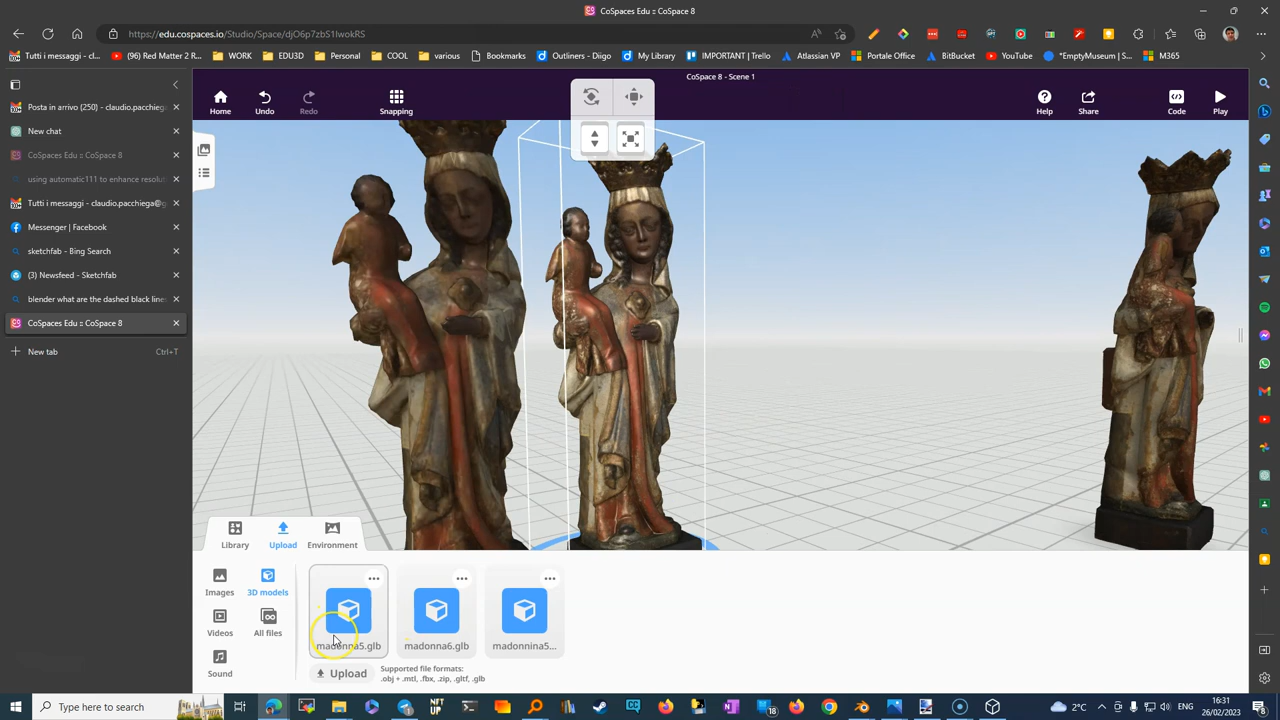 CoSpaces Edu :: CoSpace 8
https://edu.cospaces.io/Studio/Space/djO6p7zbS1IwokRS
Tutti i messaggi - cl...
(96) Red Matter 2 R...
WORK
EDU3D
Personal
COOL
various
Bookmarks
Outliners - Diigo
My Library
IMPORTANT | Trello
Atlassian VPN
Portale Office
BitBucket
YouTube
*EmptyMuseum | S...
M365
Posta in arrivo (250) - claudio.pacchiega@
New chat
CoSpaces Edu :: CoSpace 8
using automatic111 to enhance resolut
Tutti i messaggi - claudio.pacchiega@g
Messenger | Facebook
sketchfab - Bing Search
(3) Newsfeed - Sketchfab
blender what are the dashed black line
CoSpaces Edu :: CoSpace 8
New tab
Ctrl+T
CoSpace 8 - Scene 1
Home
Undo
Redo
Snapping
Help
Share
Code
Play
Library
Upload
Environment
Images
3D models
Videos
All files
Sound
madonna5.glb
madonna6.glb
madonnina5...
Upload
Supported file formats:
.obj + .mtl, .fbx, .zip, .gltf, .glb
Type here to search
2°C
ENG
16:31
26/02/2023